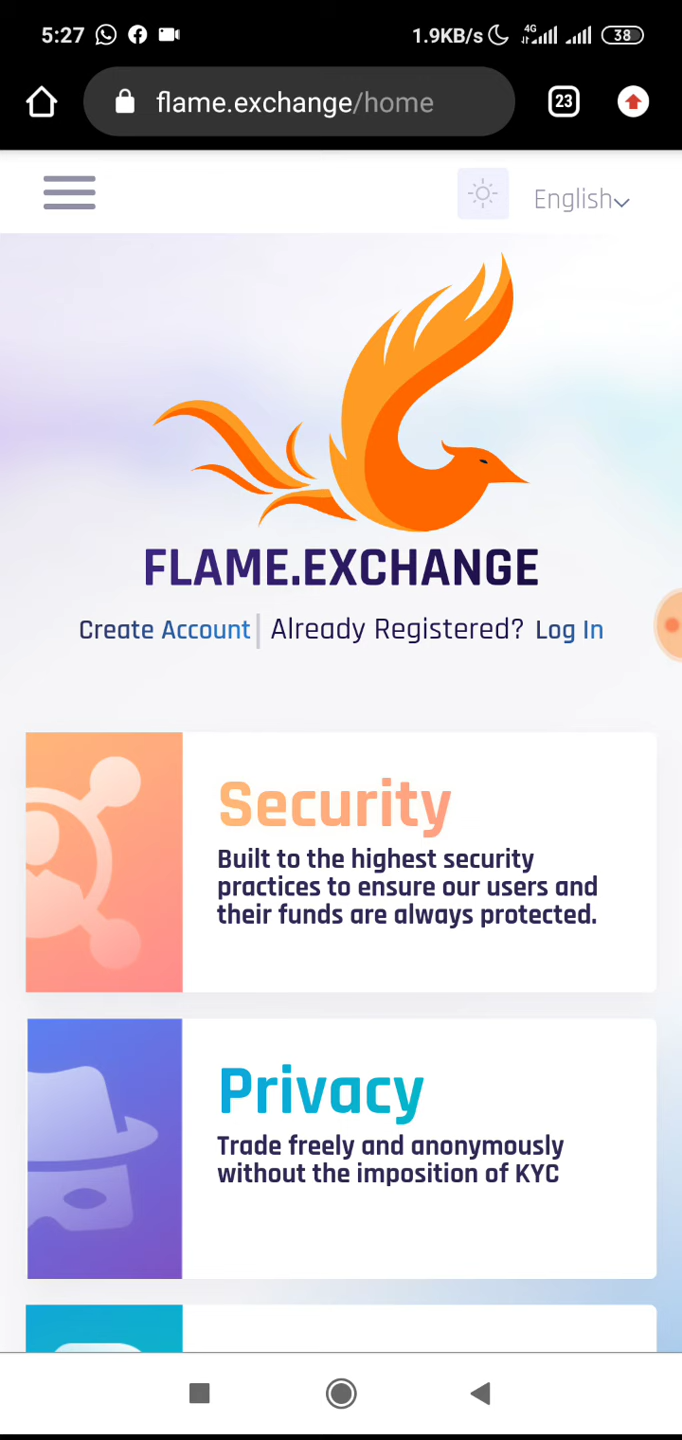 5:27
1.9KB/s 4G 38
flame.exchange/home
23
English
FLAME.EXCHANGE
Create Account Already Registered? Log In
Security
Built to the highest security
practices to ensure our users and
their funds are always protected.
Privacy
Trade freely and anonymously
without the imposition of KYC